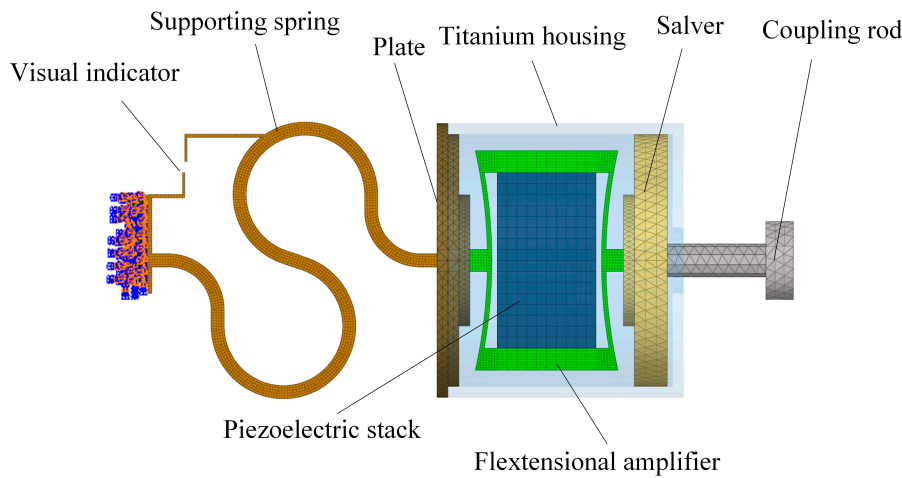 Supporting spring
Visual indicator
Plate
Titanium housing
Salver
Coupling rod
Piezoelectric stack
Flextensional amplifier